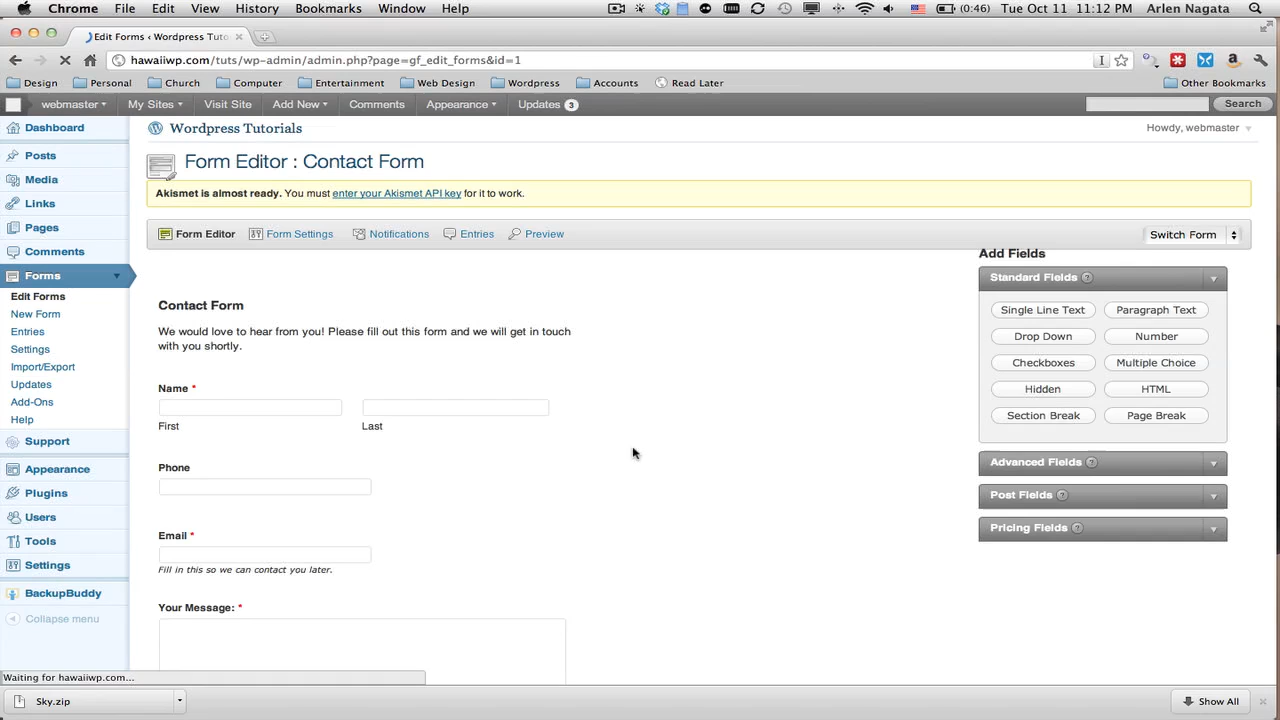 Chrome File Edit View History Bookmarks Window Help (0:46) Tue Oct 11 11:12 PM Arlen Nagata
Edit Forms ‹ Wordpress Tuto
hawaiiwp.com/tuts/wp-admin/admin.php?page=gf_edit_forms&id=1
Design Personal Church Computer Entertainment Web Design Wordpress Accounts Read Later Other Bookmarks
webmaster My Sites Visit Site Add New Comments Appearance Updates 3 Search
Dashboard
Posts
Media
Links
Pages
Comments
Forms
Edit Forms
New Form
Entries
Settings
Import/Export
Updates
Add-Ons
Help
Support
Appearance
Plugins
Users
Tools
Settings
BackupBuddy
Collapse menu
Wordpress Tutorials
Howdy, webmaster
Form Editor : Contact Form
Akismet is almost ready. You must enter your Akismet API key for it to work.
Form Editor Form Settings Notifications Entries Preview Switch Form
Contact Form
We would love to hear from you! Please fill out this form and we will get in touch
with you shortly.
Name *
First Last
Phone
Email *
Fill in this so we can contact you later.
Your Message: *
Add Fields
Standard Fields ?
Single Line Text Paragraph Text
Drop Down Number
Checkboxes Multiple Choice
Hidden HTML
Section Break Page Break
Advanced Fields ?
Post Fields ?
Pricing Fields ?
Waiting for hawaiiwp.com...
Sky.zip Show All